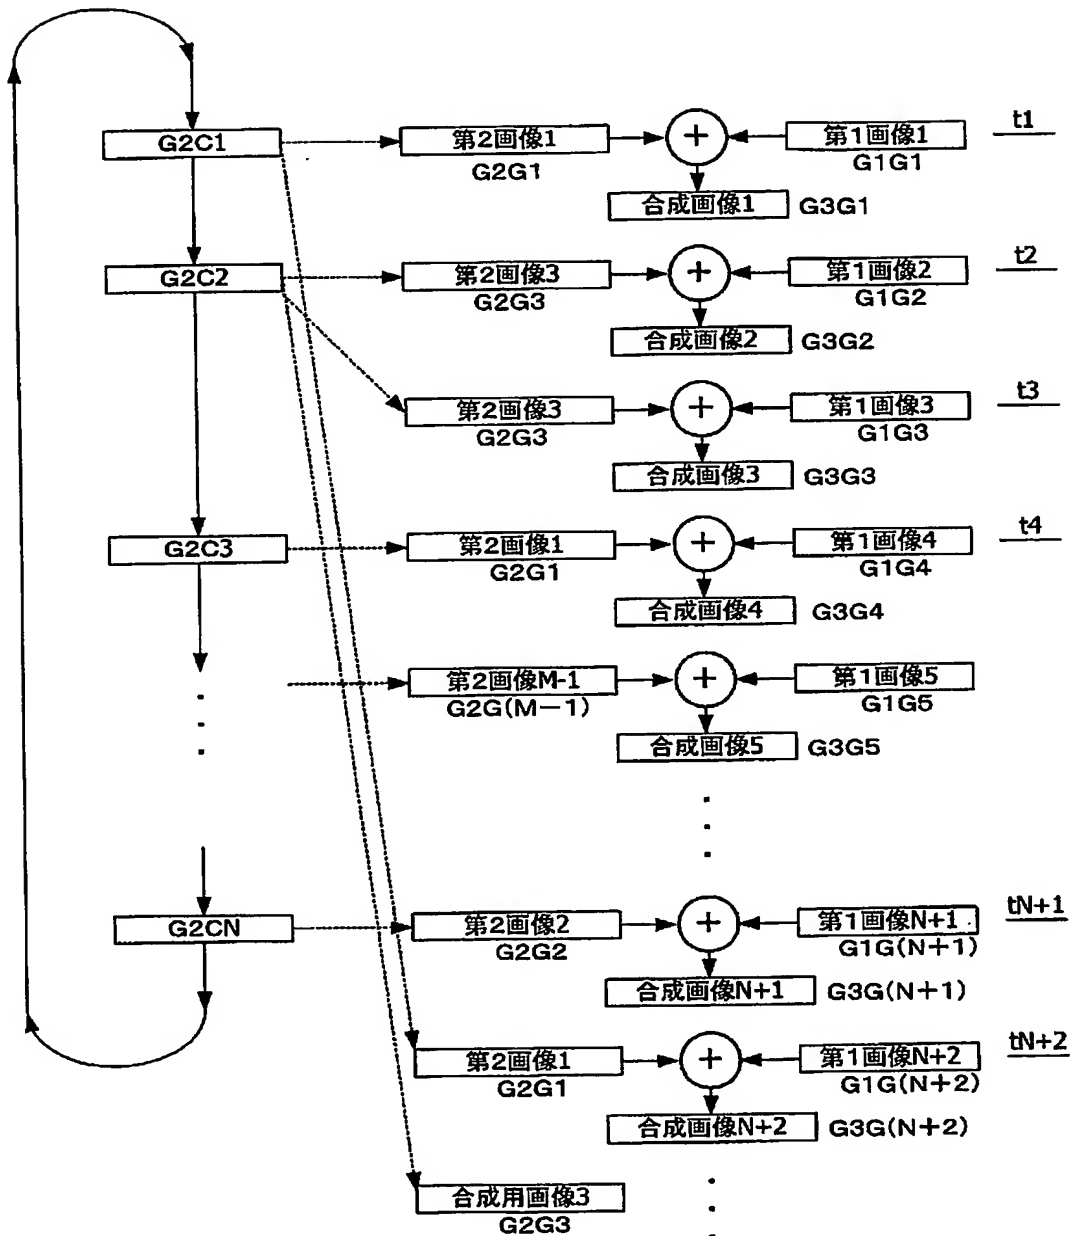 t1
G2C1 第2画像1 + 第1画像1
G2G1 G1G1
合成画像1 G3G1
t2
G2C2 第2画像3 + 第1画像2
G2G3 G1G2
合成画像2 G3G2
t3
第2画像3 + 第1画像3
G2G3 G1G3
合成画像3 G3G3
t4
G2C3 第2画像1 + 第1画像4
G2G1 G1G4
合成画像4 G3G4
第2画像M-1 + 第1画像5
G2G(M-1) G1G5
合成画像5 G3G5
tN+1
G2CN 第2画像2 + 第1画像N+1
G2G2 G1G(N+1)
合成画像N+1 G3G(N+1)
tN+2
第2画像1 + 第1画像N+2
G2G1 G1G(N+2)
合成画像N+2 G3G(N+2)
合成用画像3
G2G3